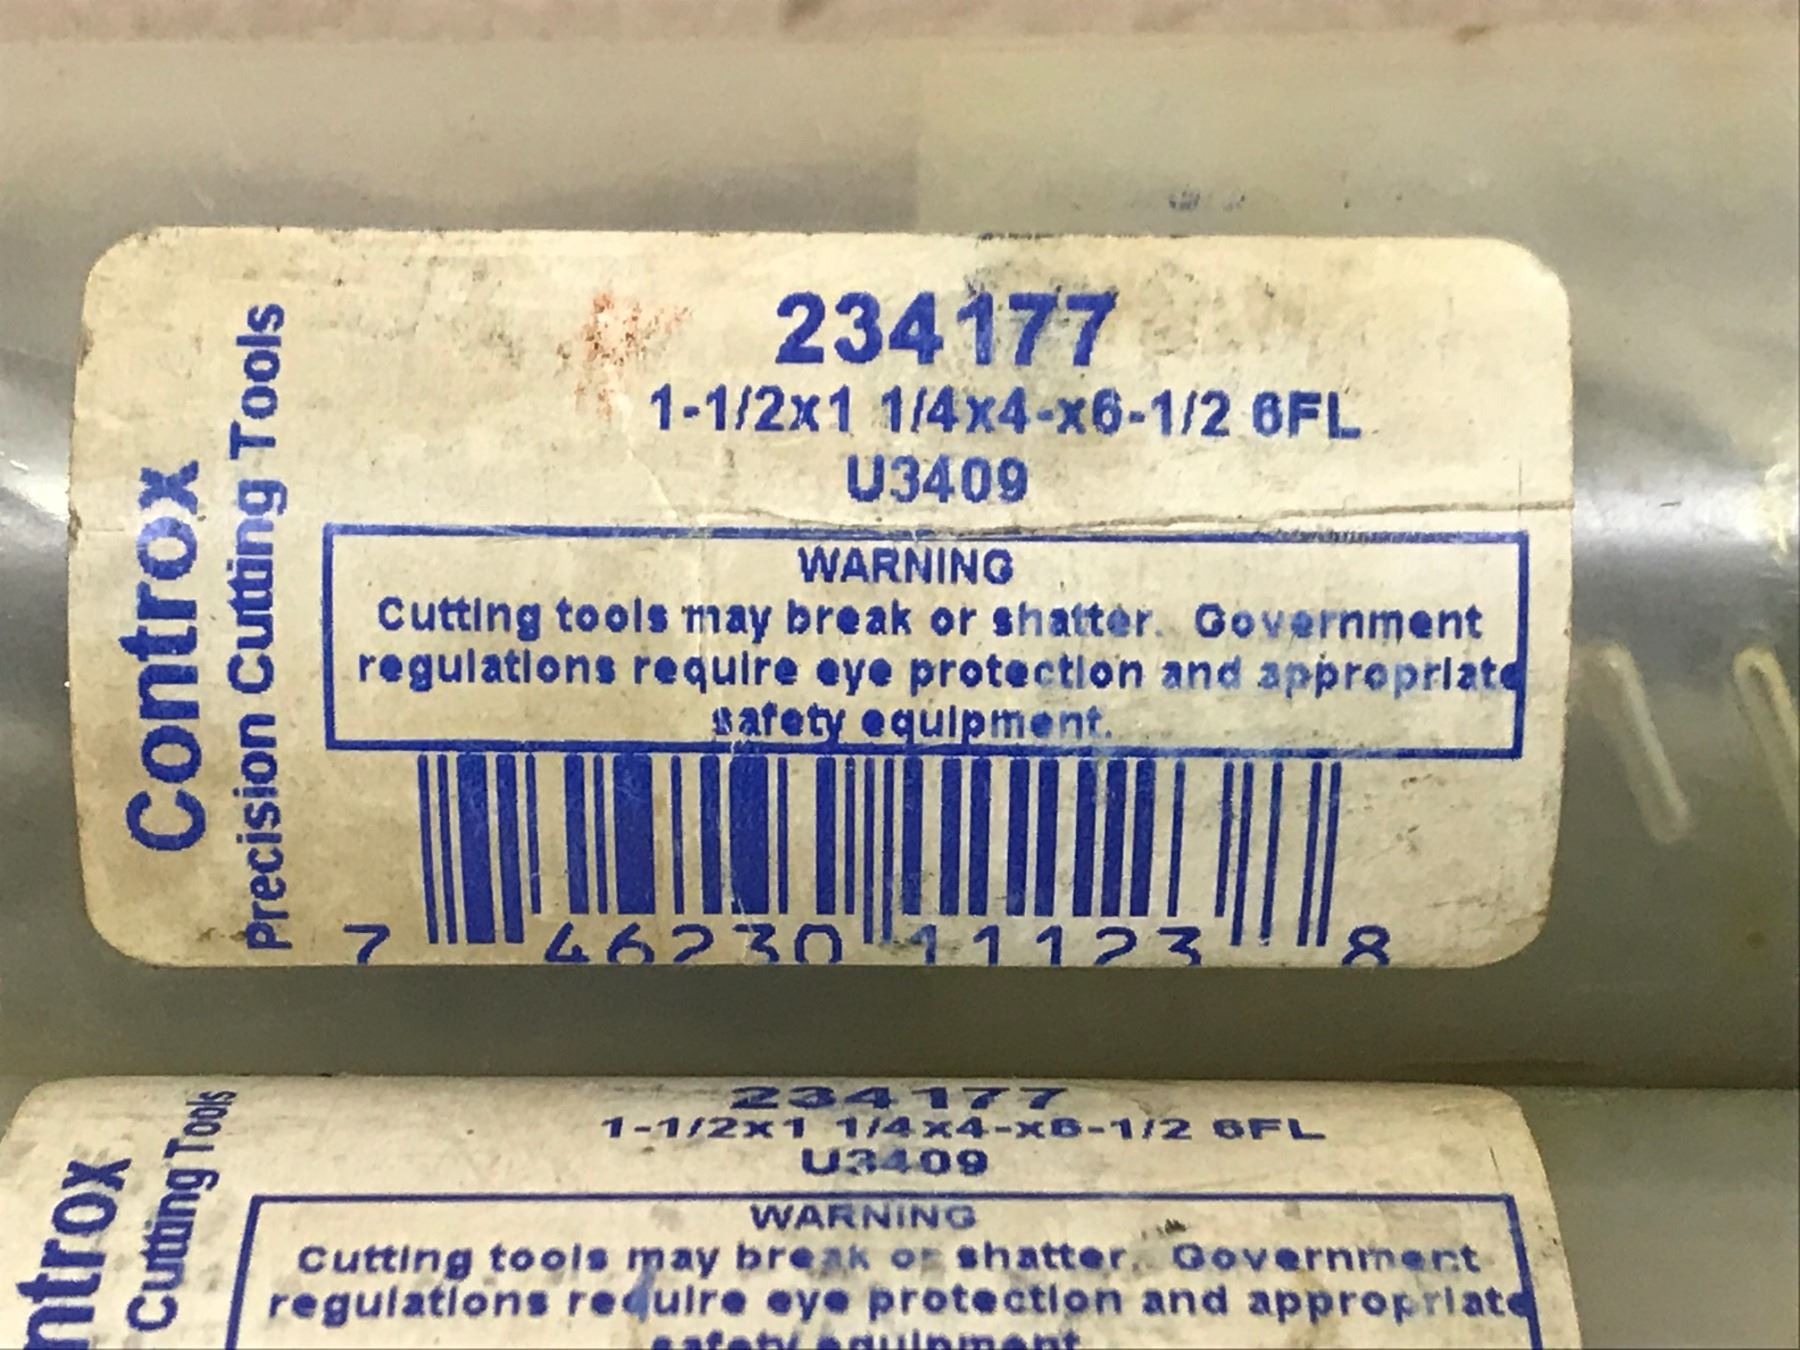 Controx
Precision Cutting Tools
234177
1-1/2x1 1/4x4-x6-1/2 6FL
U3409
WARNING
Cutting tools may break or shatter. Government
regulations require eye protection and appropriate
safety equipment.
7 46230 11123 8
ntrox
Cutting Tools
234177
1-1/2x1 1/4x4-x6-1/2 6FL
U3409
WARNING
Cutting tools may break or shatter. Government
regulations require eye protection and appropriate
safety equipment